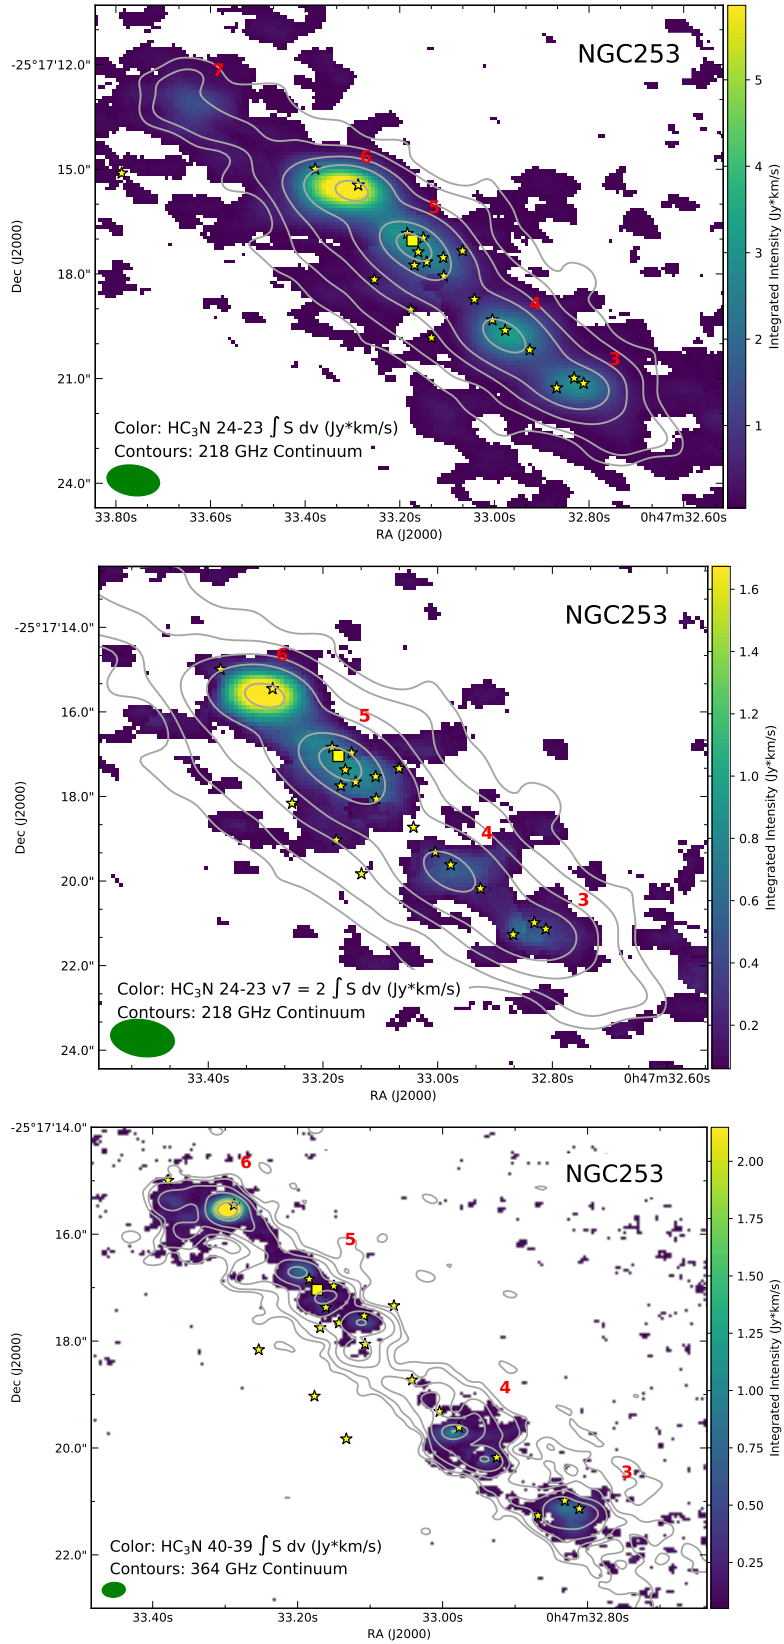 NGC253
7
6
5
4
3
-25°17'12.0"
15.0"
18.0"
21.0"
24.0"
Dec (J2000)
Color: HC₃N 24-23 ∫ S dv (Jy*km/s)
Contours: 218 GHz Continuum
33.80s 33.60s 33.40s 33.20s 33.00s 32.80s 0h47m32.60s
RA (J2000)
5
4
3
2
1
Integrated Intensity (Jy*km/s)
NGC253
6
5
4
3
-25°17'14.0"
16.0"
18.0"
20.0"
22.0"
24.0"
Dec (J2000)
Color: HC₃N 24-23 v7 = 2 ∫ S dv (Jy*km/s)
Contours: 218 GHz Continuum
33.40s 33.20s 33.00s 32.80s 0h47m32.60s
RA (J2000)
1.6
1.4
1.2
1.0
0.8
0.6
0.4
0.2
Integrated Intensity (Jy*km/s)
NGC253
6
5
4
3
-25°17'14.0"
16.0"
18.0"
20.0"
22.0"
Dec (J2000)
Color: HC₃N 40-39 ∫ S dv (Jy*km/s)
Contours: 364 GHz Continuum
33.40s 33.20s 33.00s 0h47m32.80s
RA (J2000)
2.00
1.75
1.50
1.25
1.00
0.75
0.50
0.25
Integrated Intensity (Jy*km/s)